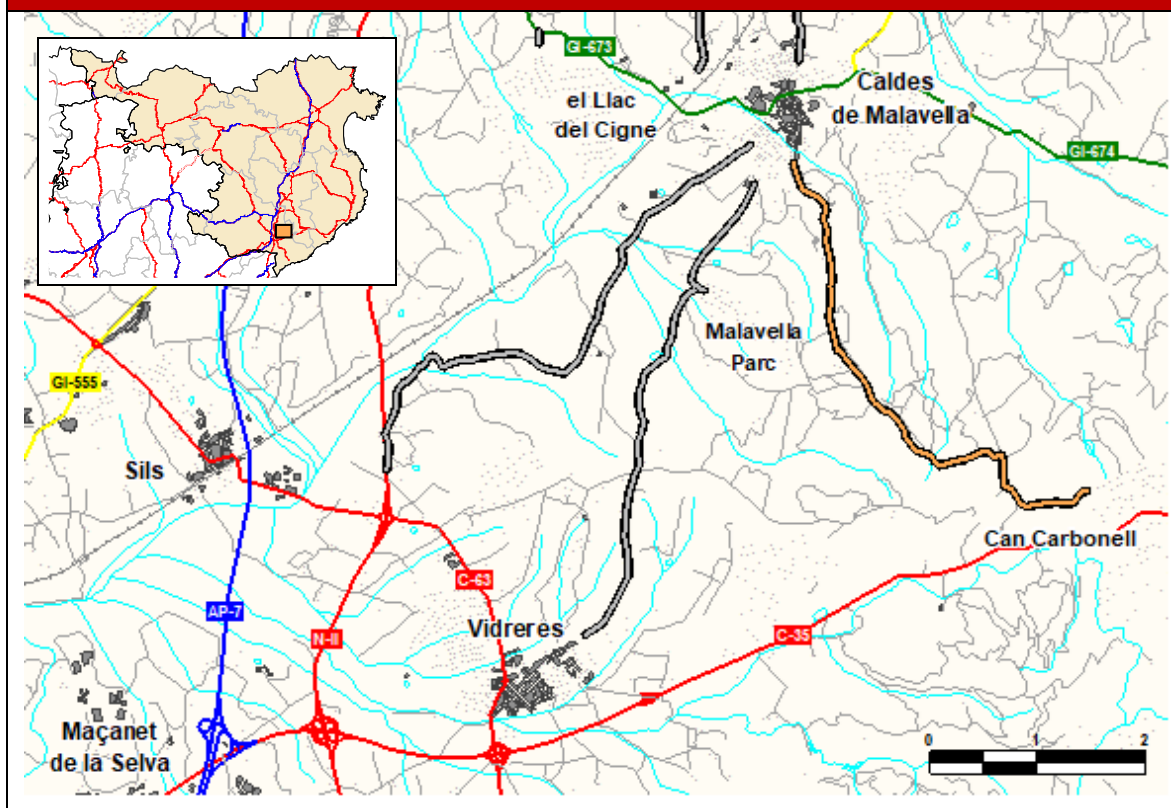 GI-673
Caldes
de Malavella
el Llac
del Cigne
GI-674
Malavella
Parc
GI-555
Sils
Can Carbonell
C-63
AP-7
N-II
Vidreres
C-35
Maçanet
de la Selva
0 1 2